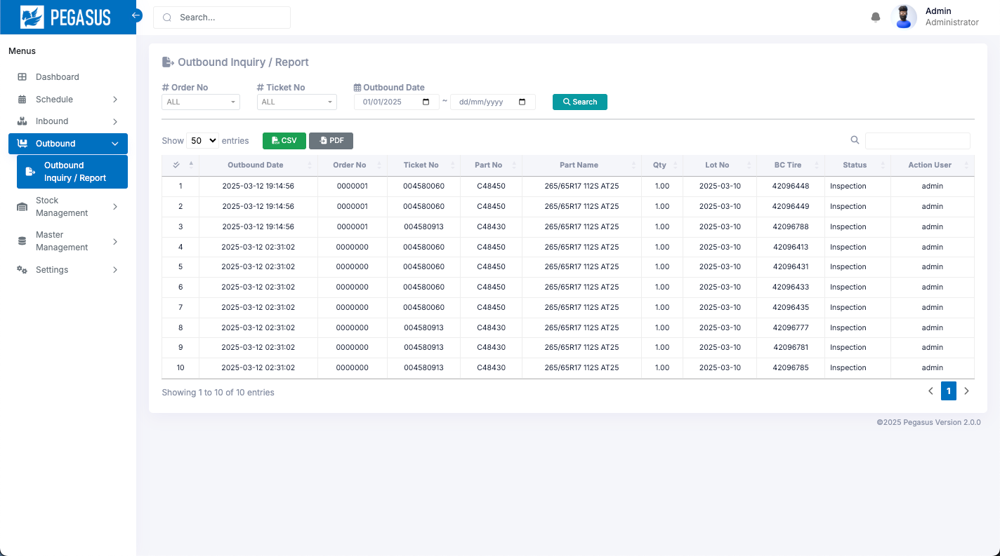 PEGASUS
Search...
Admin
Administrator
Menus
Dashboard
Schedule
Inbound
Outbound
Outbound
Inquiry / Report
Stock
Management
Master
Management
Settings
Outbound Inquiry / Report
Order No
Ticket No
Outbound Date
ALL
ALL
01/01/2025 ~ dd/mm/yyyy
Search
Show 50 entries
CSV
PDF
Outbound Date Order No Ticket No Part No Part Name Qty Lot No BC Tire Status Action User
1 2025-03-12 19:14:56 0000001 004580060 C48450 265/65R17 112S AT25 1.00 2025-03-10 42096448 Inspection admin
2 2025-03-12 19:14:56 0000001 004580060 C48450 265/65R17 112S AT25 1.00 2025-03-10 42096449 Inspection admin
3 2025-03-12 19:14:56 0000001 004580913 C48430 265/65R17 112S AT25 1.00 2025-03-10 42096788 Inspection admin
4 2025-03-12 02:31:02 0000000 004580060 C48450 265/65R17 112S AT25 1.00 2025-03-10 42096413 Inspection admin
5 2025-03-12 02:31:02 0000000 004580060 C48450 265/65R17 112S AT25 1.00 2025-03-10 42096431 Inspection admin
6 2025-03-12 02:31:02 0000000 004580060 C48450 265/65R17 112S AT25 1.00 2025-03-10 42096433 Inspection admin
7 2025-03-12 02:31:02 0000000 004580060 C48450 265/65R17 112S AT25 1.00 2025-03-10 42096435 Inspection admin
8 2025-03-12 02:31:02 0000000 004580913 C48430 265/65R17 112S AT25 1.00 2025-03-10 42096777 Inspection admin
9 2025-03-12 02:31:02 0000000 004580913 C48430 265/65R17 112S AT25 1.00 2025-03-10 42096781 Inspection admin
10 2025-03-12 02:31:02 0000000 004580913 C48430 265/65R17 112S AT25 1.00 2025-03-10 42096785 Inspection admin
Showing 1 to 10 of 10 entries
1
©2025 Pegasus Version 2.0.0